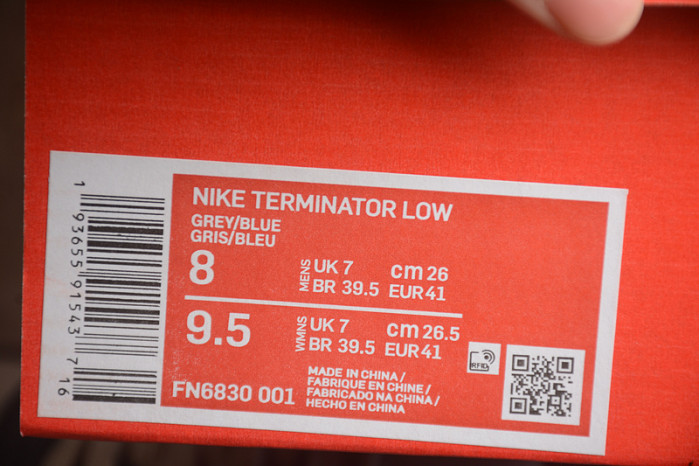 NIKE TERMINATOR LOW
GREY/BLUE
GRIS/BLEU
8
MENS
UK 7 cm 26
BR 39.5 EUR 41
9.5
WMNS
UK 7 cm 26.5
BR 39.5 EUR 41
RFID
FN6830 001
MADE IN CHINA /
FABRIQUE EN CHINE /
FABRICADO NA CHINA /
HECHO EN CHINA
1 93655 91543 7 16